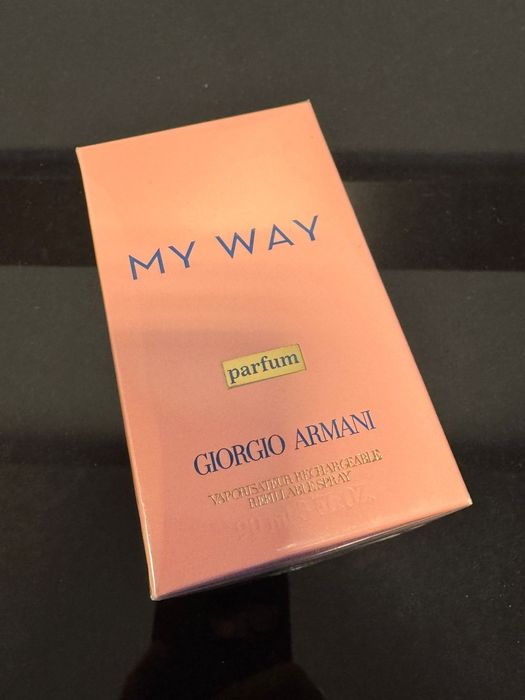 MY WAY
parfum
GIORGIO ARMANI
VAPORISATEUR RECHARGEABLE
REFILLABLE SPRAY